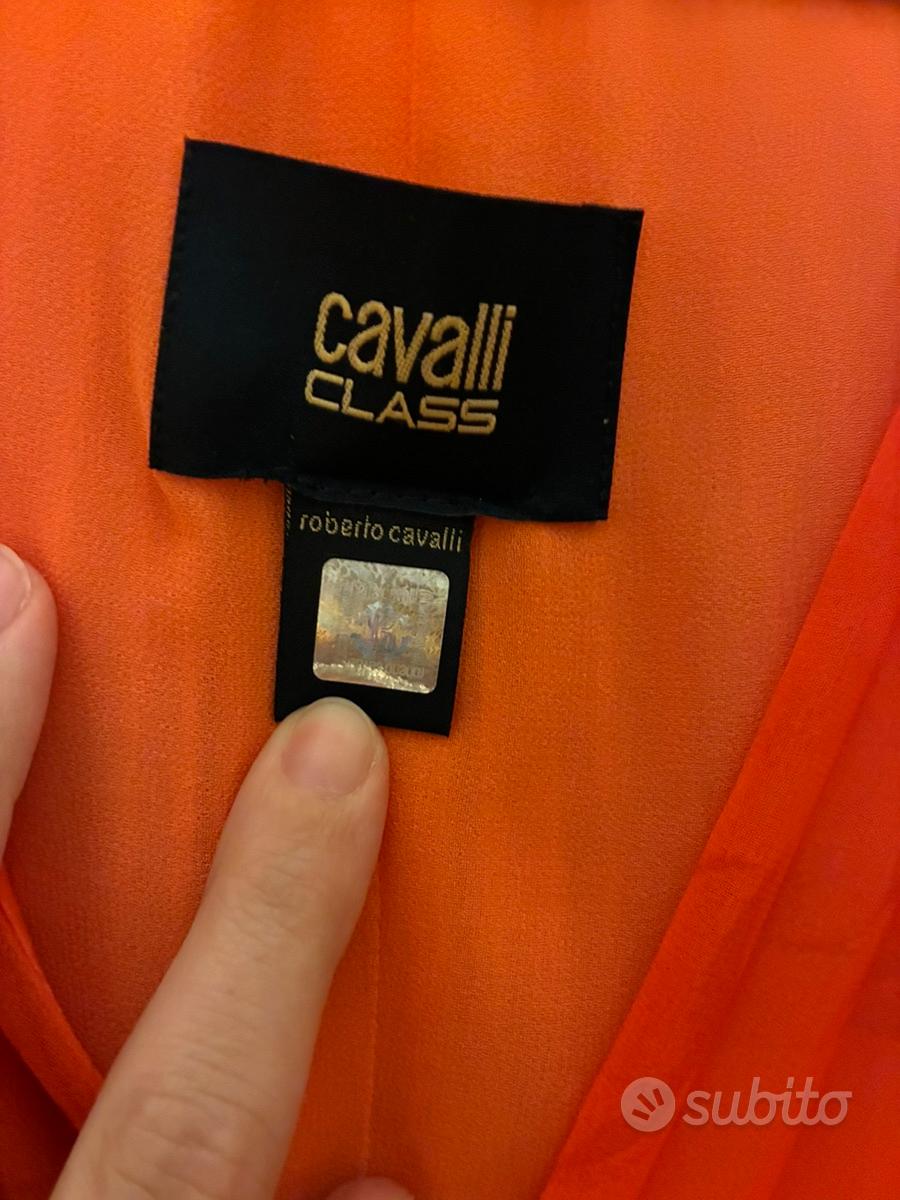 cavalli
CLASS
roberto cavalli
subito